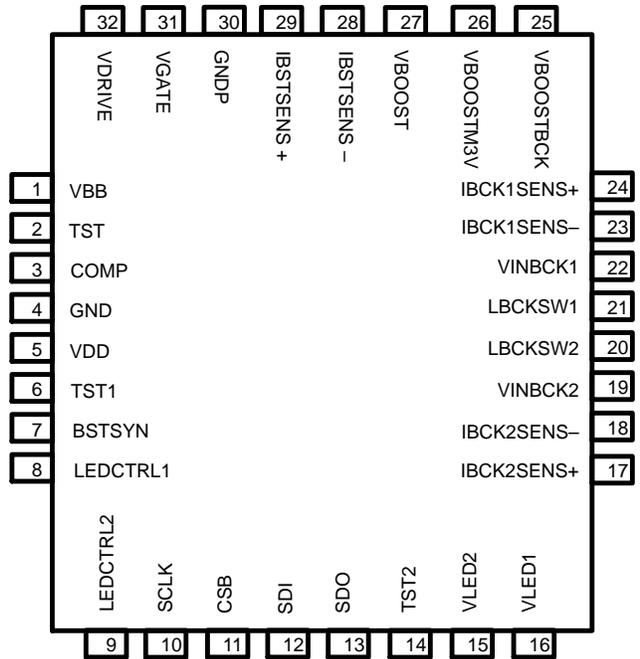 32 31 30 29 28 27 26 25
VDRIVE
VGATE
GNDP
IBSTSENS +
IBSTSENS –
VBOOST
VBOOSTM3V
VBOOSTBCK
1 VBB
2 TST
3 COMP
4 GND
5 VDD
6 TST1
7 BSTSYN
8 LEDCTRL1
IBCK1SENS+ 24
IBCK1SENS– 23
VINBCK1 22
LBCKSW1 21
LBCKSW2 20
VINBCK2 19
IBCK2SENS– 18
IBCK2SENS+ 17
LEDCTRL2
SCLK
CSB
SDI
SDO
TST2
VLED2
VLED1
9 10 11 12 13 14 15 16